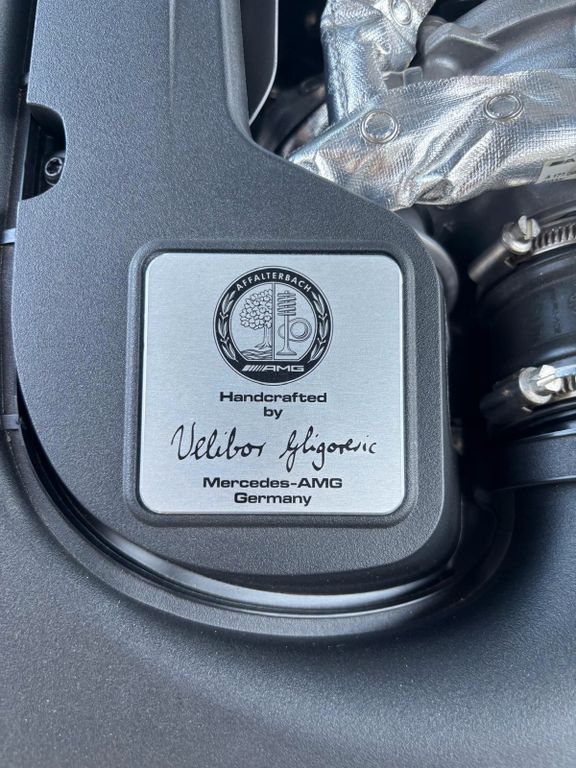 AFFALTERBACH
AMG
Handcrafted
by
Velibor Gligorevic
Mercedes-AMG
Germany